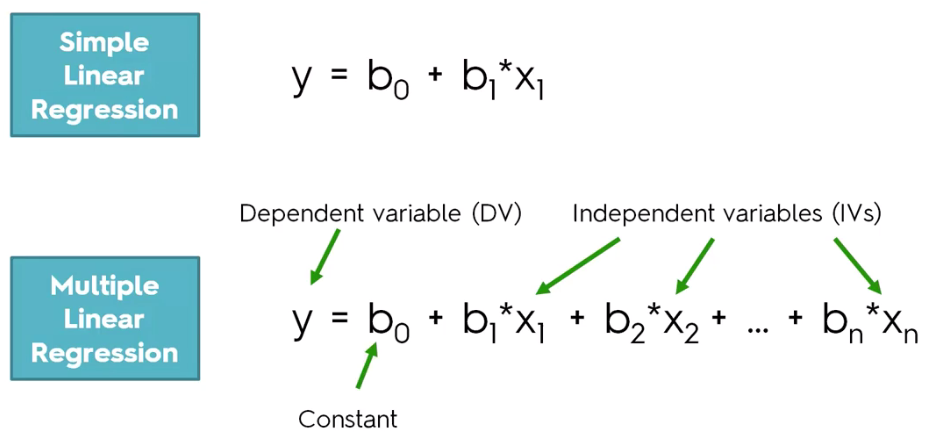 Simple
Linear
Regression
y = b₀ + b₁*x₁
Dependent variable (DV)
Independent variables (IVs)
Multiple
Linear
Regression
y = b₀ + b₁*x₁ + b₂*x₂ + ... + bₙ*xₙ
Constant